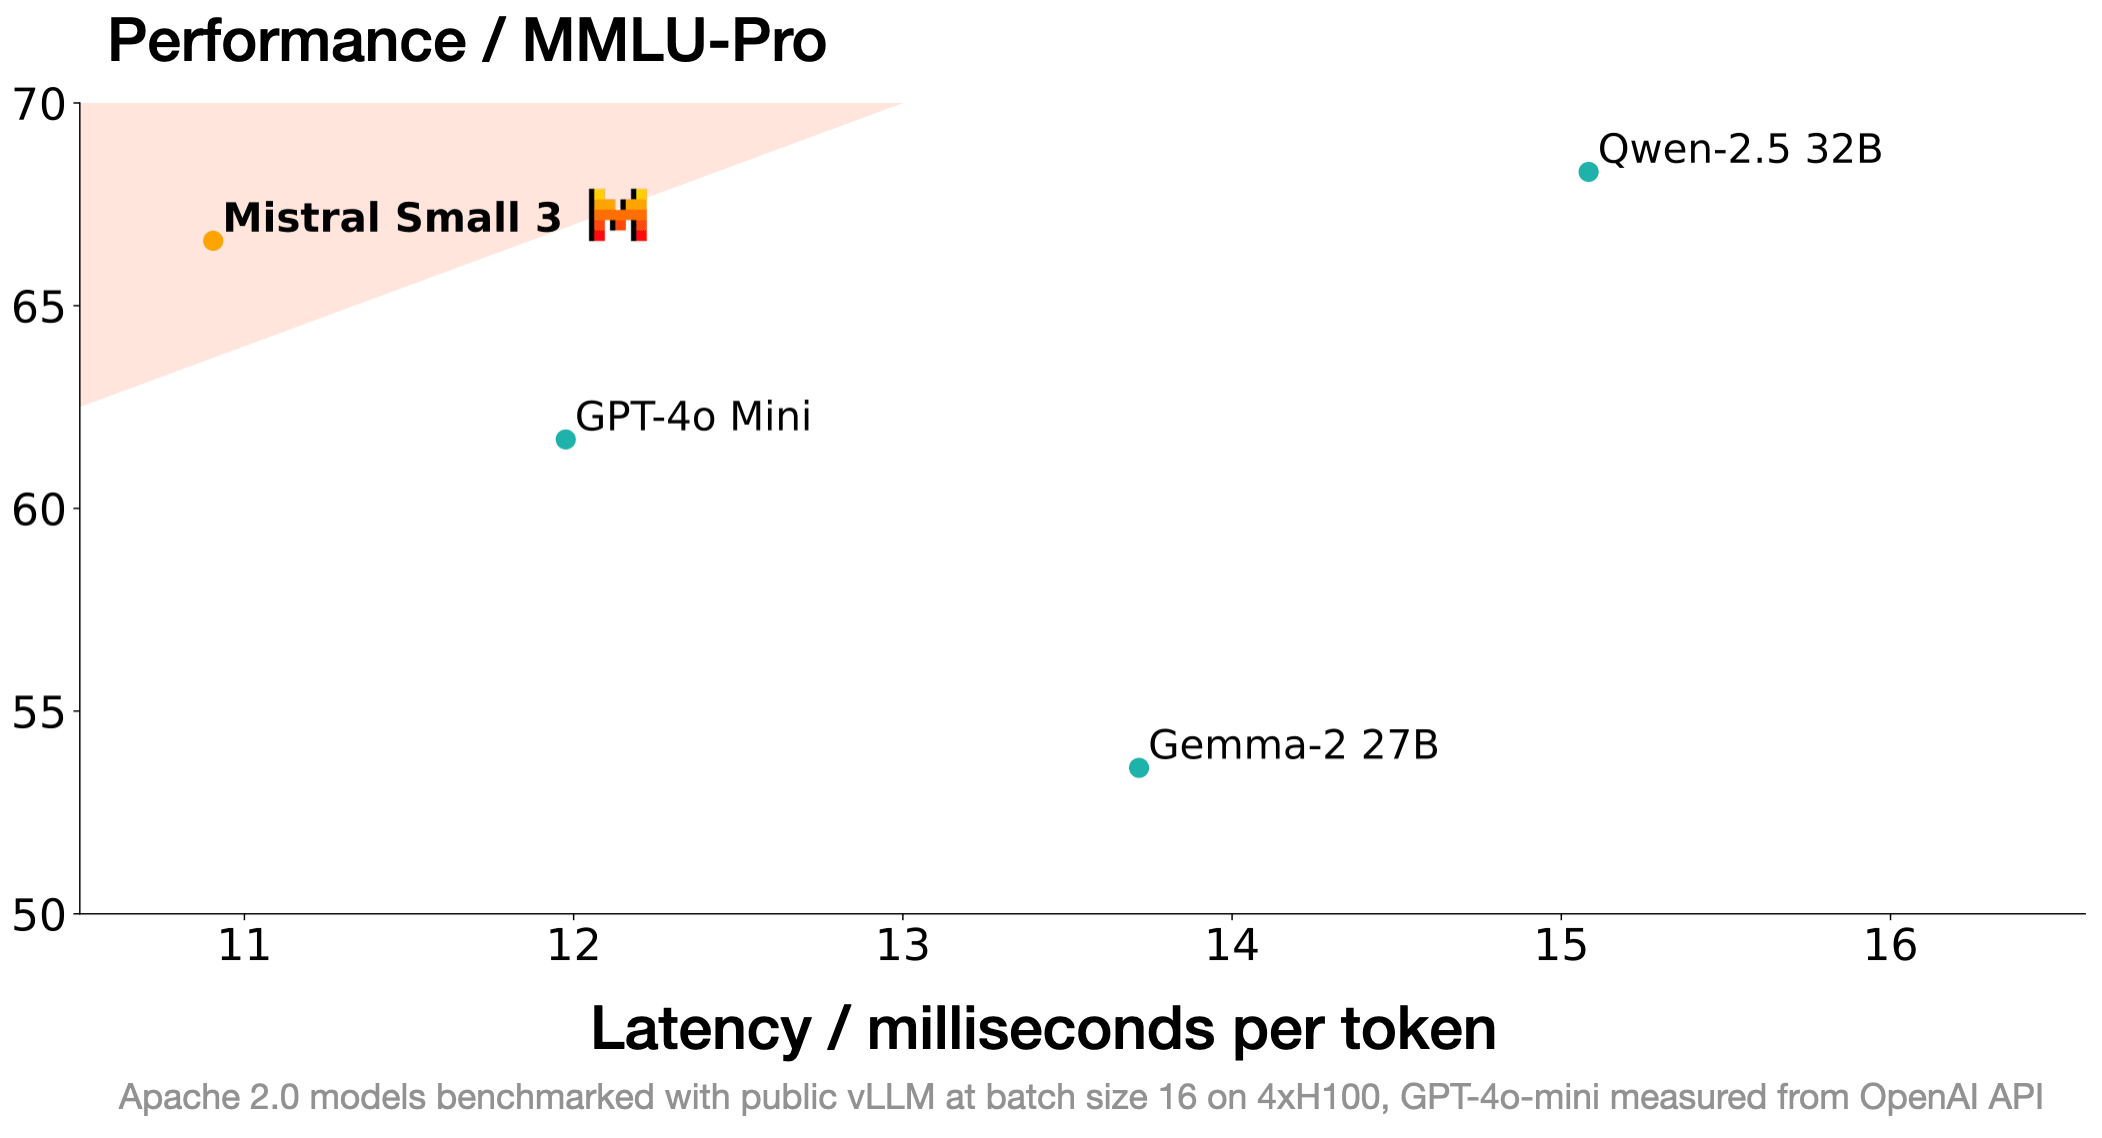 Performance / MMLU-Pro
70
Qwen-2.5 32B
Mistral Small 3
65
GPT-4o Mini
60
55
Gemma-2 27B
50
11 12 13 14 15 16
Latency / milliseconds per token
Apache 2.0 models benchmarked with public vLLM at batch size 16 on 4xH100, GPT-4o-mini measured from OpenAI API